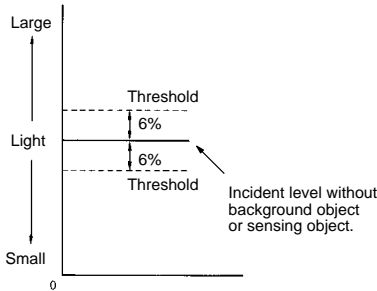 Large
Threshold
6%
Light
6%
Threshold
Incident level without
background object
or sensing object.
Small
0